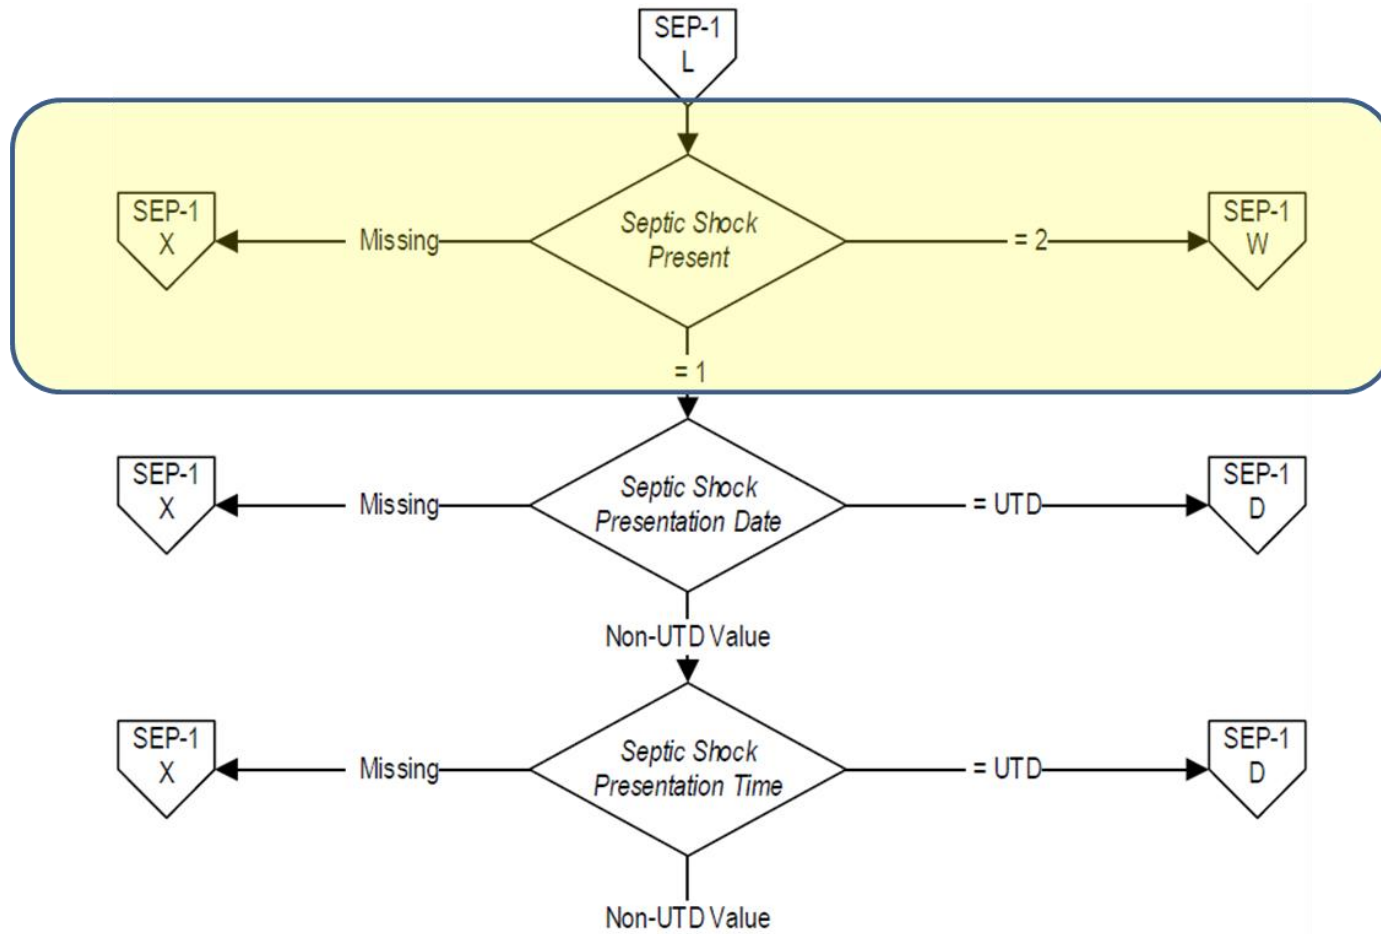 SEP-1
L
SEP-1
X
Missing
Septic Shock
Present
= 2
SEP-1
W
= 1
SEP-1
X
Missing
Septic Shock
Presentation Date
= UTD
SEP-1
D
Non-UTD Value
SEP-1
X
Missing
Septic Shock
Presentation Time
= UTD
SEP-1
D
Non-UTD Value